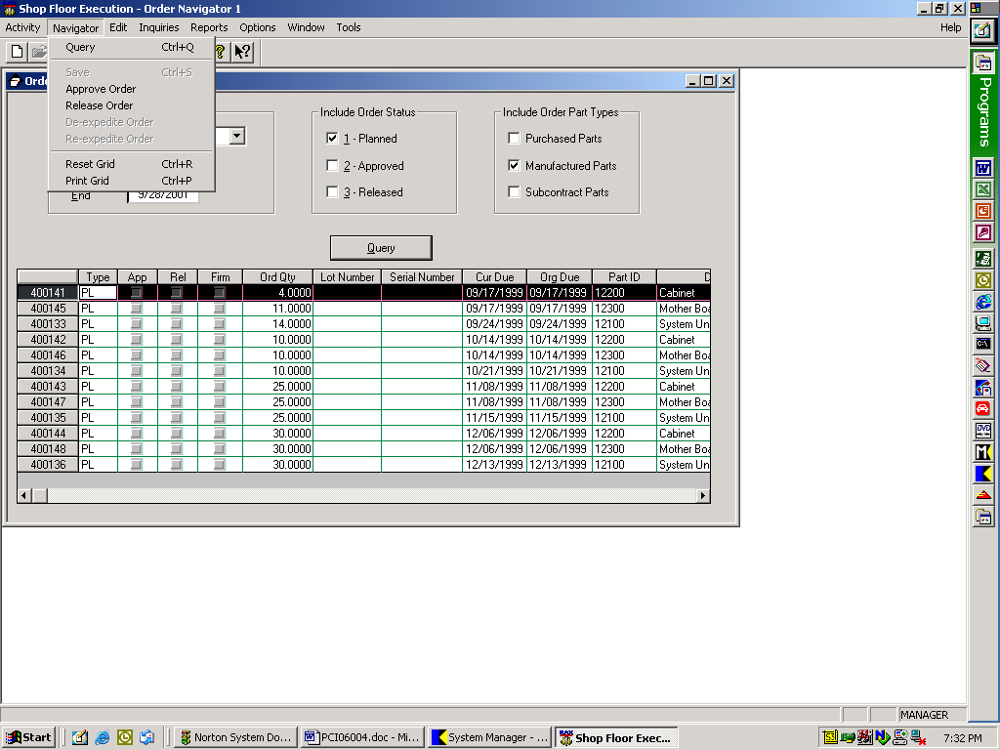 Shop Floor Execution - Order Navigator 1
Activity Navigator Edit Inquiries Reports Options Window Tools Help
Query Ctrl+Q
Save Ctrl+S
Approve Order
Release Order
De-expedite Order
Re-expedite Order
Reset Grid Ctrl+R
Print Grid Ctrl+P
Include Order Status
1 - Planned
2 - Approved
3 - Released
Include Order Part Types
Purchased Parts
Manufactured Parts
Subcontract Parts
End 9/28/2001
Query
Type App Rel Firm Ord Qty Lot Number Serial Number Cur Due Org Due Part ID D
400141 PL 4.0000 09/17/1999 09/17/1999 12200 Cabinet
400145 PL 11.0000 09/17/1999 09/17/1999 12300 Mother Boa
400133 PL 14.0000 09/24/1999 09/24/1999 12100 System Un
400142 PL 10.0000 10/14/1999 10/14/1999 12200 Cabinet
400146 PL 10.0000 10/14/1999 10/14/1999 12300 Mother Boa
400134 PL 10.0000 10/21/1999 10/21/1999 12100 System Un
400143 PL 25.0000 11/08/1999 11/08/1999 12200 Cabinet
400147 PL 25.0000 11/08/1999 11/08/1999 12300 Mother Boa
400135 PL 25.0000 11/15/1999 11/15/1999 12100 System Un
400144 PL 30.0000 12/06/1999 12/06/1999 12200 Cabinet
400148 PL 30.0000 12/06/1999 12/06/1999 12300 Mother Boa
400136 PL 30.0000 12/13/1999 12/13/1999 12100 System Un
Programs
MANAGER
Start Norton System Do... PCI06004.doc - Mi... System Manager - ... Shop Floor Exec... 7:32 PM